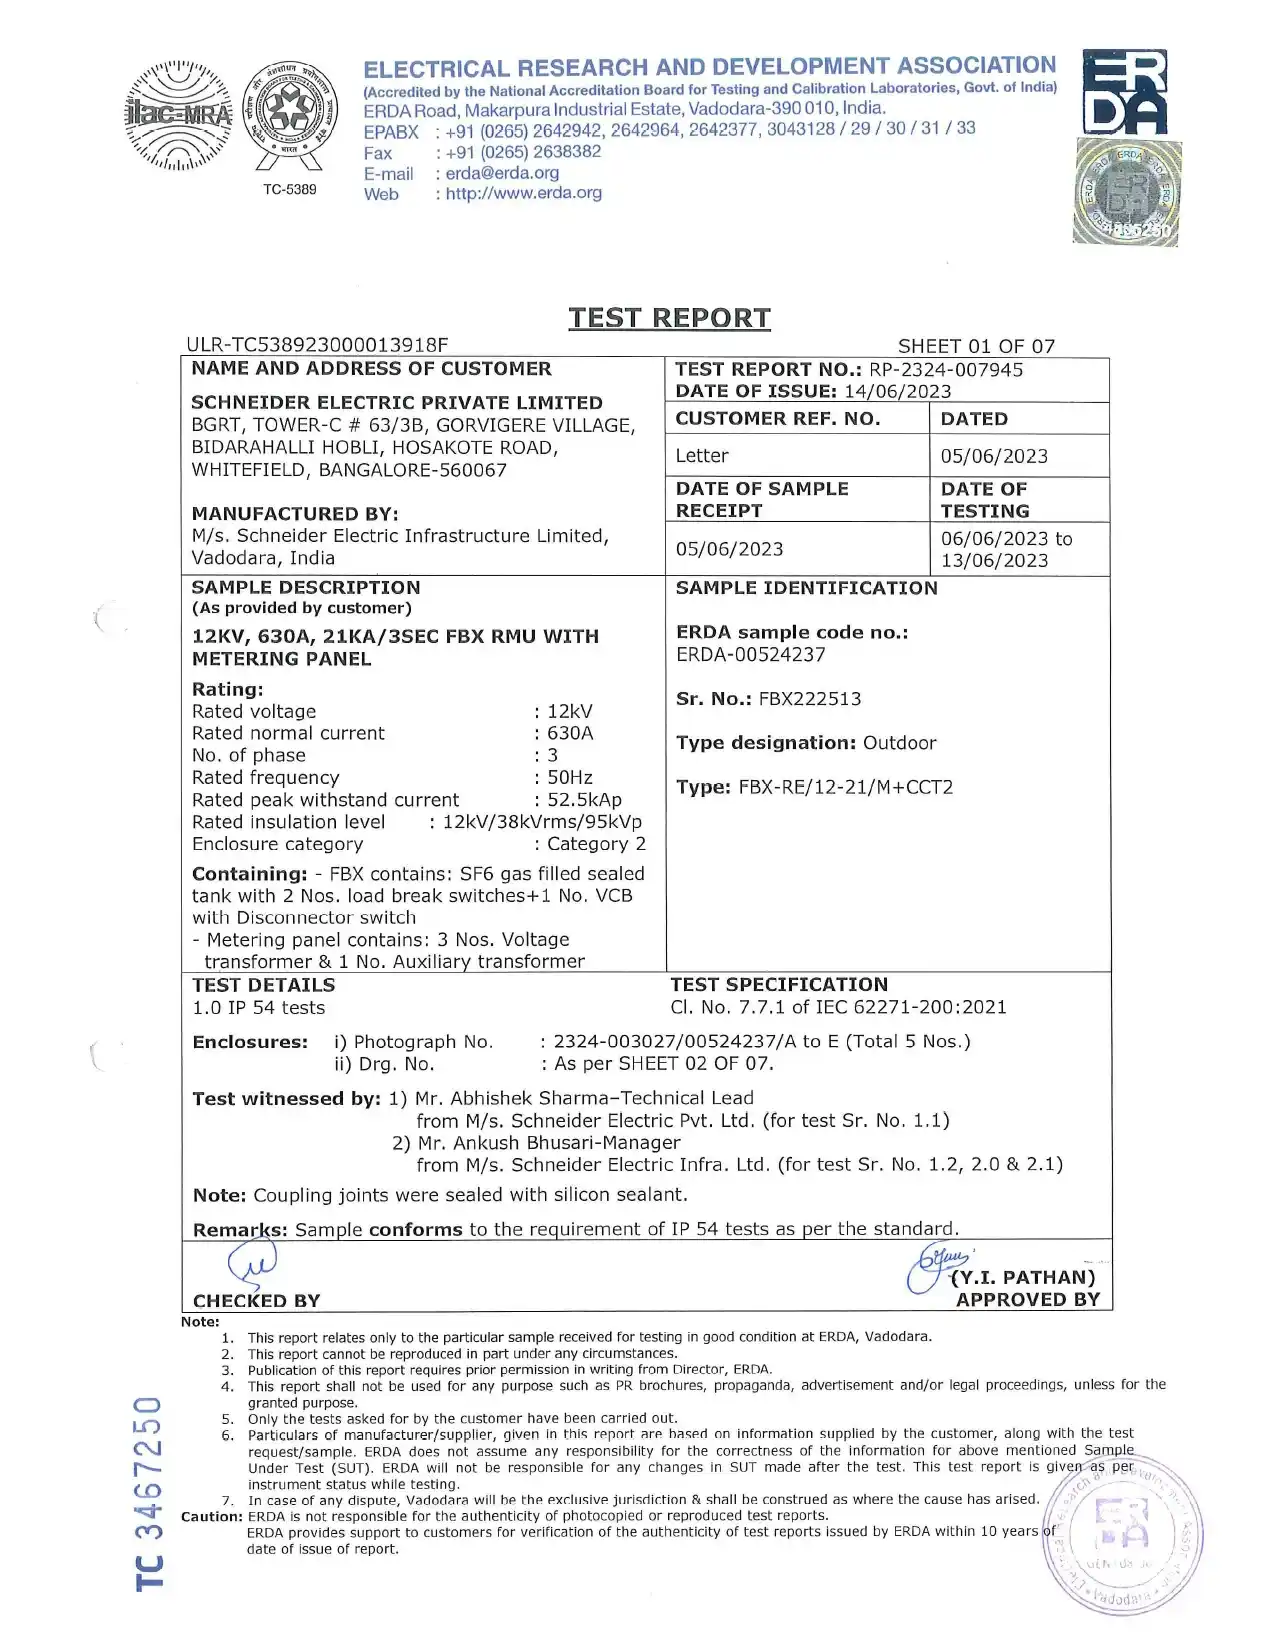 ELECTRICAL RESEARCH AND DEVELOPMENT ASSOCIATION
(Accredited by the National Accreditation Board for Testing and Calibration Laboratories, Govt. of India)
ERDA Road, Makarpura Industrial Estate, Vadodara-390 010, India.
EPABX : +91 (0265) 2642942, 2642964, 2642377, 3043128 / 29 / 30 / 31 / 33
Fax : +91 (0265) 2638382
E-mail : erda@erda.org
Web : http://www.erda.org
ilac-MRA
TC-5389
ERDA
TEST REPORT
ULR-TC538923000013918F
SHEET 01 OF 07
NAME AND ADDRESS OF CUSTOMER
SCHNEIDER ELECTRIC PRIVATE LIMITED
BGRT, TOWER-C # 63/3B, GORVIGERE VILLAGE,
BIDARAHALLI HOBLI, HOSAKOTE ROAD,
WHITEFIELD, BANGALORE-560067
MANUFACTURED BY:
M/s. Schneider Electric Infrastructure Limited,
Vadodara, India
TEST REPORT NO.: RP-2324-007945
DATE OF ISSUE: 14/06/2023
CUSTOMER REF. NO. DATED
Letter 05/06/2023
DATE OF SAMPLE RECEIPT
DATE OF TESTING
05/06/2023
06/06/2023 to
13/06/2023
SAMPLE DESCRIPTION
(As provided by customer)
12KV, 630A, 21KA/3SEC FBX RMU WITH
METERING PANEL
Rating:
Rated voltage : 12kV
Rated normal current : 630A
No. of phase : 3
Rated frequency : 50Hz
Rated peak withstand current : 52.5kAp
Rated insulation level : 12kV/38kVrms/95kVp
Enclosure category : Category 2
Containing: - FBX contains: SF6 gas filled sealed
tank with 2 Nos. load break switches+1 No. VCB
with Disconnector switch
- Metering panel contains: 3 Nos. Voltage
transformer & 1 No. Auxiliary transformer
SAMPLE IDENTIFICATION
ERDA sample code no.:
ERDA-00524237
Sr. No.: FBX222513
Type designation: Outdoor
Type: FBX-RE/12-21/M+CCT2
TEST DETAILS TEST SPECIFICATION
1.0 IP 54 tests Cl. No. 7.7.1 of IEC 62271-200:2021
Enclosures: i) Photograph No. : 2324-003027/00524237/A to E (Total 5 Nos.)
ii) Drg. No. : As per SHEET 02 OF 07.
Test witnessed by: 1) Mr. Abhishek Sharma–Technical Lead
from M/s. Schneider Electric Pvt. Ltd. (for test Sr. No. 1.1)
2) Mr. Ankush Bhusari-Manager
from M/s. Schneider Electric Infra. Ltd. (for test Sr. No. 1.2, 2.0 & 2.1)
Note: Coupling joints were sealed with silicon sealant.
Remarks: Sample conforms to the requirement of IP 54 tests as per the standard.
CHECKED BY
(Y.I. PATHAN)
APPROVED BY
Note:
1. This report relates only to the particular sample received for testing in good condition at ERDA, Vadodara.
2. This report cannot be reproduced in part under any circumstances.
3. Publication of this report requires prior permission in writing from Director, ERDA.
4. This report shall not be used for any purpose such as PR brochures, propaganda, advertisement and/or legal proceedings, unless for the
granted purpose.
5. Only the tests asked for by the customer have been carried out.
6. Particulars of manufacturer/supplier, given in this report are based on information supplied by the customer, along with the test
request/sample. ERDA does not assume any responsibility for the correctness of the information for above mentioned Sample
Under Test (SUT). ERDA will not be responsible for any changes in SUT made after the test. This test report is given as per
instrument status while testing.
7. In case of any dispute, Vadodara will be the exclusive jurisdiction & shall be construed as where the cause has arised.
Caution: ERDA is not responsible for the authenticity of photocopied or reproduced test reports.
ERDA provides support to customers for verification of the authenticity of test reports issued by ERDA within 10 years of
date of issue of report.
TC 3467250